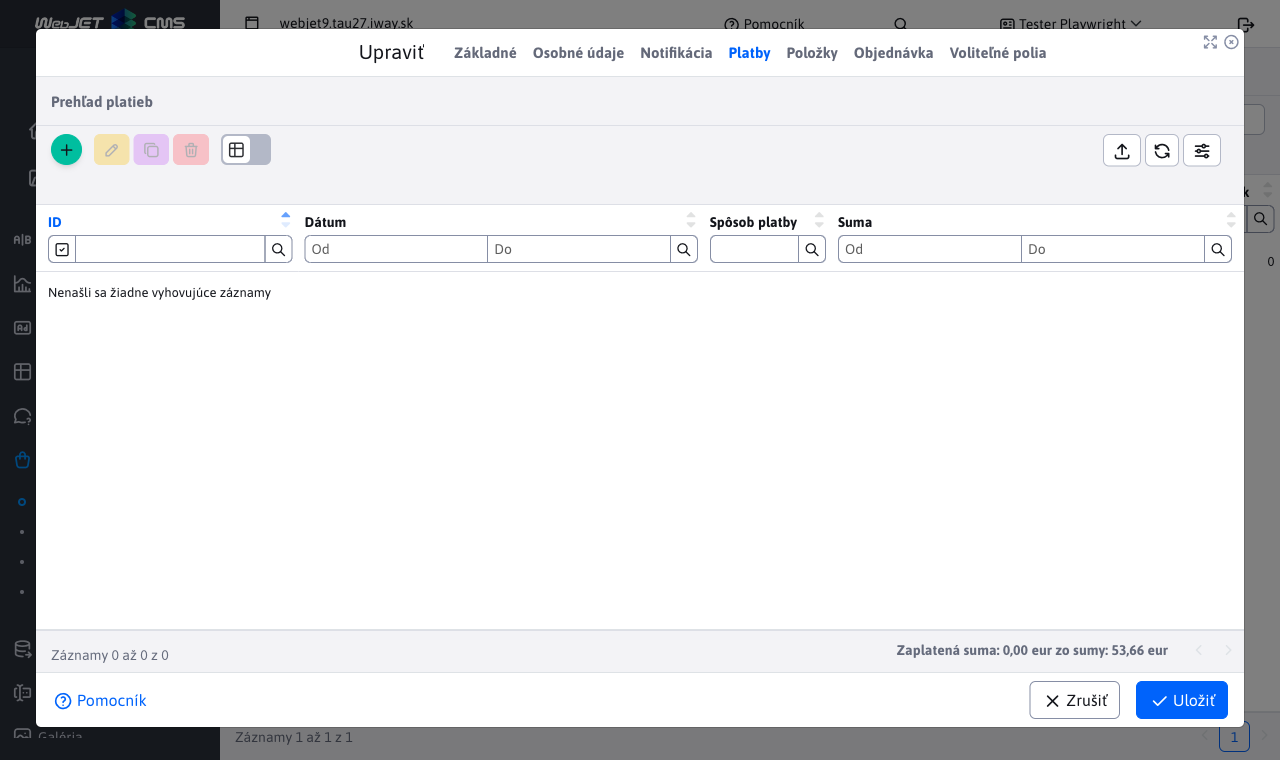 WebJET CMS
webjet9.tau27.iway.sk
Pomocník
Tester Playwright
Upraviť
Základné
Osobné údaje
Notifikácia
Platby
Položky
Objednávka
Voliteľné polia
Prehľad platieb
ID
Dátum
Spôsob platby
Suma
Od
Do
Od
Do
Nenašli sa žiadne vyhovujúce záznamy
A|B
Ad
k
0
Záznamy 0 až 0 z 0
Zaplatená suma: 0,00 eur zo sumy: 53,66 eur
Pomocník
Zrušiť
Uložiť
Galéria
Záznamy 1 až 1 z 1
1